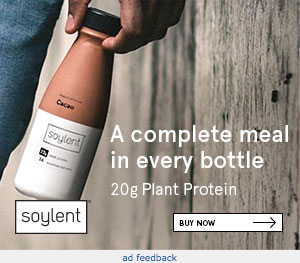 Cacao
soylent
A complete meal
in every bottle
20g Plant Protein
soylent
BUY NOW
ad feedback